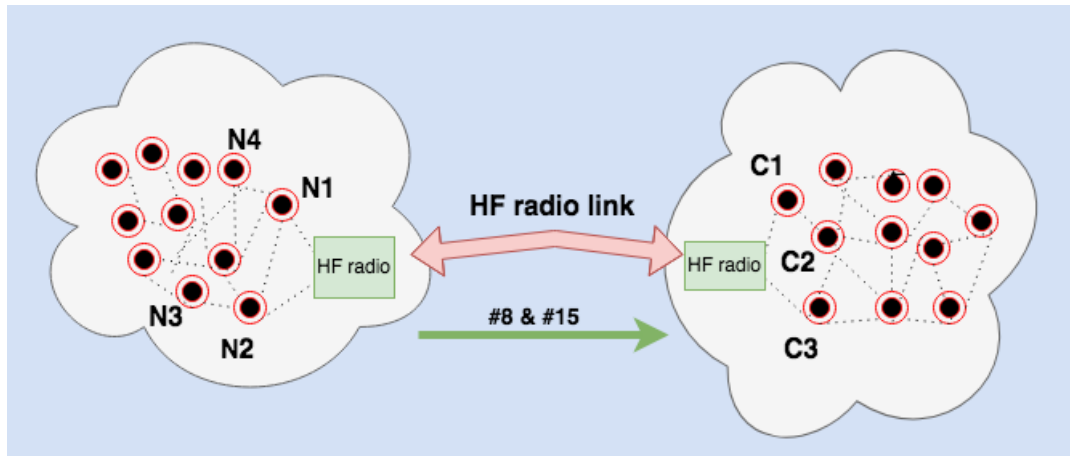 N4
N1
C1
HF radio link
C2
HF radio
HF radio
N3
#8 & #15
N2
C3